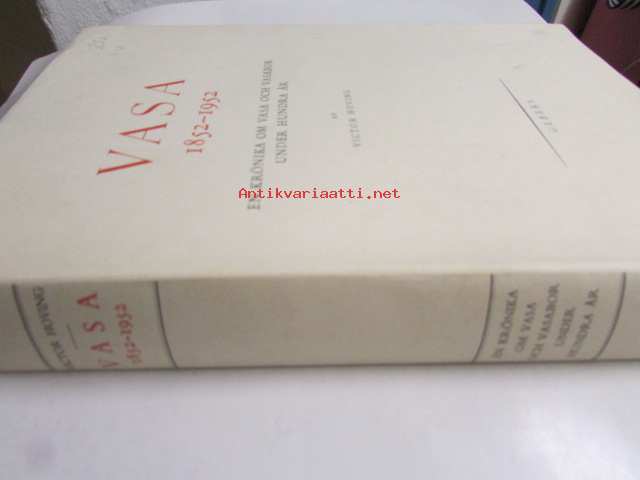 VASA
1852-1952
EN KRÖNIKA OM VASA OCH VASABOR
UNDER HUNDRA ÅR
AV
VICTOR HOVING
Antikvariaatti.net
VICTOR HOVING
VASA
1852-1952
EN KRÖNIKA
OM VASA
OCH VASABOR
UNDER
HUNDRA ÅR